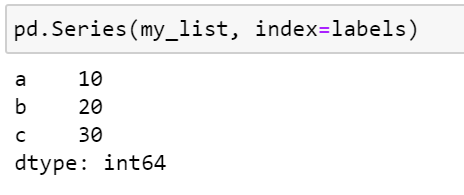 pd.Series(my_list, index=labels)
a    10
b    20
c    30
dtype: int64